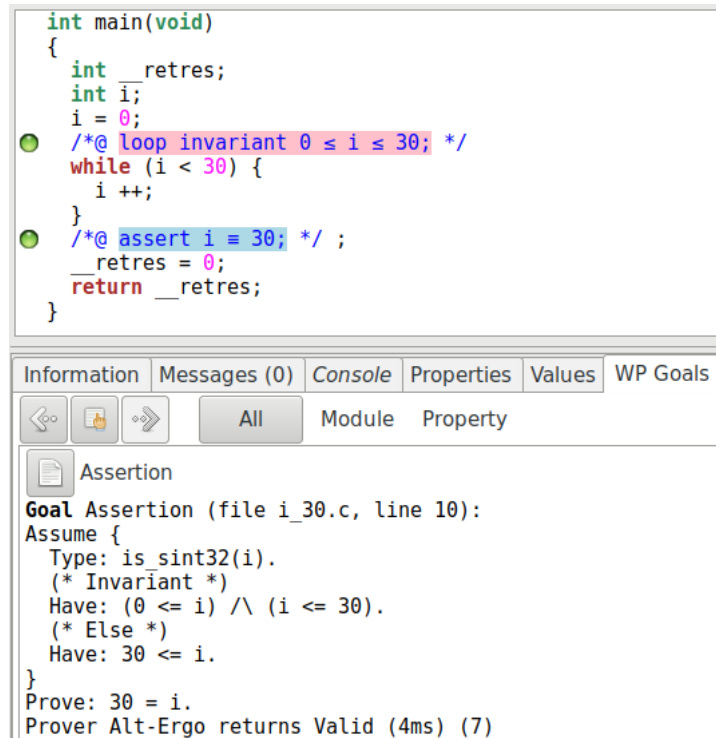 int main(void)
{
int __retres;
int i;
i = 0;
/*@ loop invariant 0 ≤ i ≤ 30; */
while (i < 30) {
i ++;
}
/*@ assert i ≡ 30; */ ;
__retres = 0;
return __retres;
}
Information Messages (0) Console Properties Values WP Goals
All Module Property
Assertion
Goal Assertion (file i_30.c, line 10):
Assume {
Type: is_sint32(i).
(* Invariant *)
Have: (0 <= i) /\ (i <= 30).
(* Else *)
Have: 30 <= i.
}
Prove: 30 = i.
Prover Alt-Ergo returns Valid (4ms) (7)